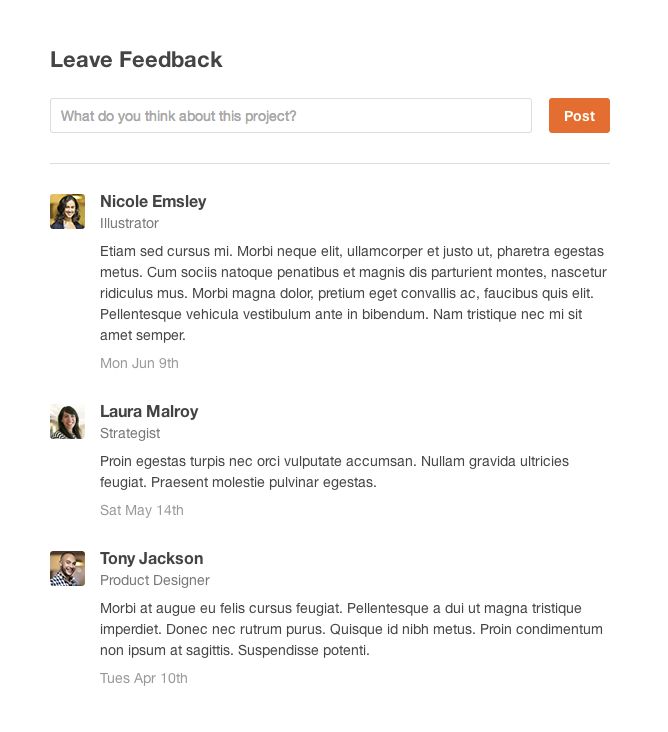 Leave Feedback
What do you think about this project?
Post
Nicole Emsley
Illustrator
Etiam sed cursus mi. Morbi neque elit, ullamcorper et justo ut, pharetra egestas
metus. Cum sociis natoque penatibus et magnis dis parturient montes, nascetur
ridiculus mus. Morbi magna dolor, pretium eget convallis ac, faucibus quis elit.
Pellentesque vehicula vestibulum ante in bibendum. Nam tristique nec mi sit
amet semper.
Mon Jun 9th
Laura Malroy
Strategist
Proin egestas turpis nec orci vulputate accumsan. Nullam gravida ultricies
feugiat. Praesent molestie pulvinar egestas.
Sat May 14th
Tony Jackson
Product Designer
Morbi at augue eu felis cursus feugiat. Pellentesque a dui ut magna tristique
imperdiet. Donec nec rutrum purus. Quisque id nibh metus. Proin condimentum
non ipsum at sagittis. Suspendisse potenti.
Tues Apr 10th